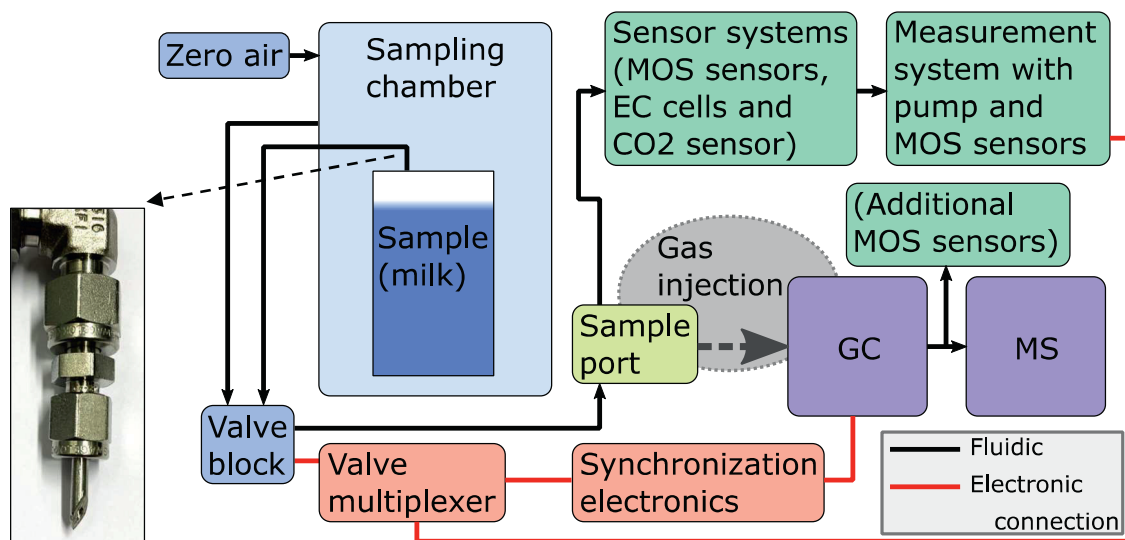 Zero air
Sampling
chamber
Sample
(milk)
Sensor systems
(MOS sensors,
EC cells and
CO2 sensor)
Measurement
system with
pump and
MOS sensors
(Additional
MOS sensors)
Gas
injection
Sample
port
GC
MS
Valve
block
Valve
multiplexer
Synchronization
electronics
Fluidic
Electronic
connection